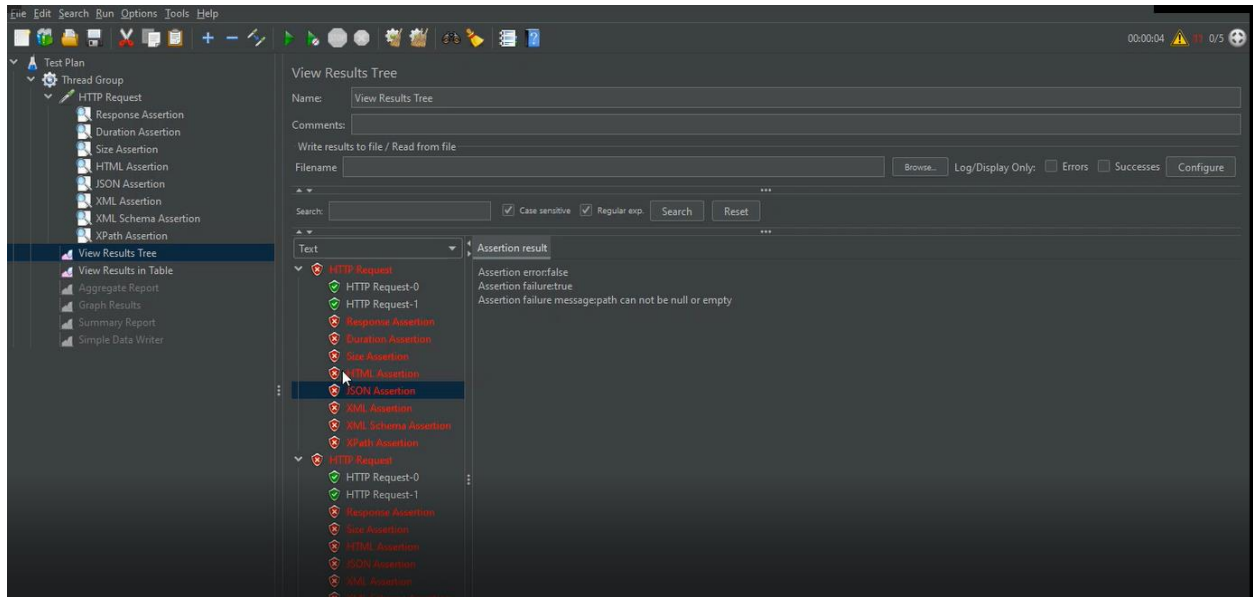 File Edit Search Run Options Tools Help
00:00:04 11 0/5
Test Plan
Thread Group
HTTP Request
Response Assertion
Duration Assertion
Size Assertion
HTML Assertion
JSON Assertion
XML Assertion
XML Schema Assertion
XPath Assertion
View Results Tree
View Results in Table
Aggregate Report
Graph Results
Summary Report
Simple Data Writer
View Results Tree
Name: View Results Tree
Comments:
Write results to file / Read from file
Filename Browse... Log/Display Only: Errors Successes Configure
Search: Case sensitive Regular exp. Search Reset
Text
HTTP Request
HTTP Request-0
HTTP Request-1
Response Assertion
Duration Assertion
Size Assertion
HTML Assertion
JSON Assertion
XML Assertion
XML Schema Assertion
XPath Assertion
HTTP Request
HTTP Request-0
HTTP Request-1
Response Assertion
Size Assertion
HTML Assertion
JSON Assertion
XML Assertion
Assertion result
Assertion error:false
Assertion failure:true
Assertion failure message:path can not be null or empty